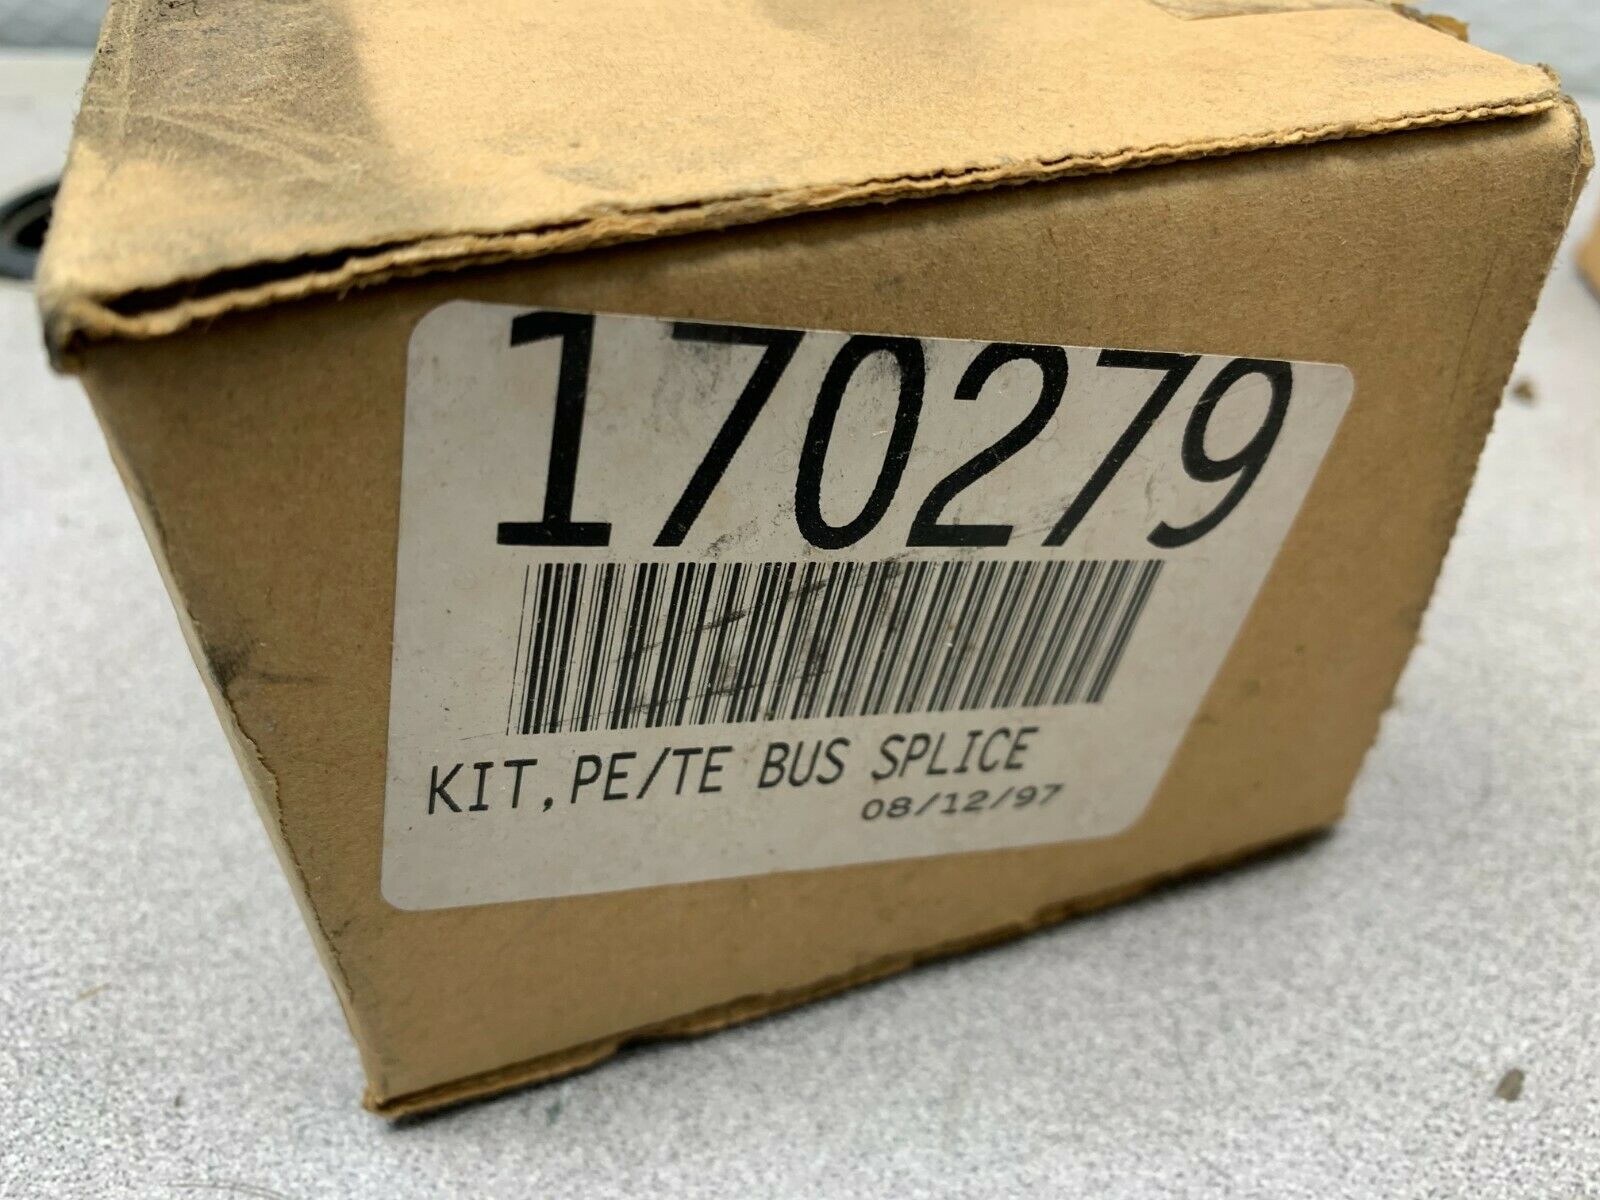 170279
KIT,PE/TE BUS SPLICE
08/12/97